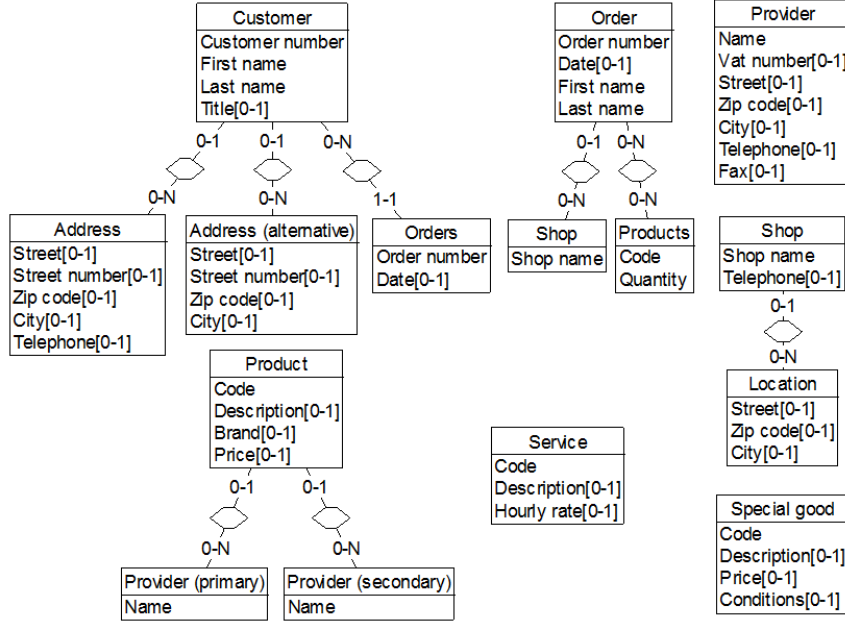 Customer
Customer number
First name
Last name
Title[0-1]
0-1
0-1
0-N
0-N
0-N
1-1
Address
Street[0-1]
Street number[0-1]
Zip code[0-1]
City[0-1]
Telephone[0-1]
Address (alternative)
Street[0-1]
Street number[0-1]
Zip code[0-1]
City[0-1]
Orders
Order number
Date[0-1]
Order
Order number
Date[0-1]
First name
Last name
0-1
0-N
0-N
0-N
Shop
Shop name
Products
Code
Quantity
Provider
Name
Vat number[0-1]
Street[0-1]
Zip code[0-1]
City[0-1]
Telephone[0-1]
Fax[0-1]
Shop
Shop name
Telephone[0-1]
0-1
0-N
Location
Street[0-1]
Zip code[0-1]
City[0-1]
Product
Code
Description[0-1]
Brand[0-1]
Price[0-1]
0-1
0-1
0-N
0-N
Provider (primary)
Name
Provider (secondary)
Name
Service
Code
Description[0-1]
Hourly rate[0-1]
Special good
Code
Description[0-1]
Price[0-1]
Conditions[0-1]